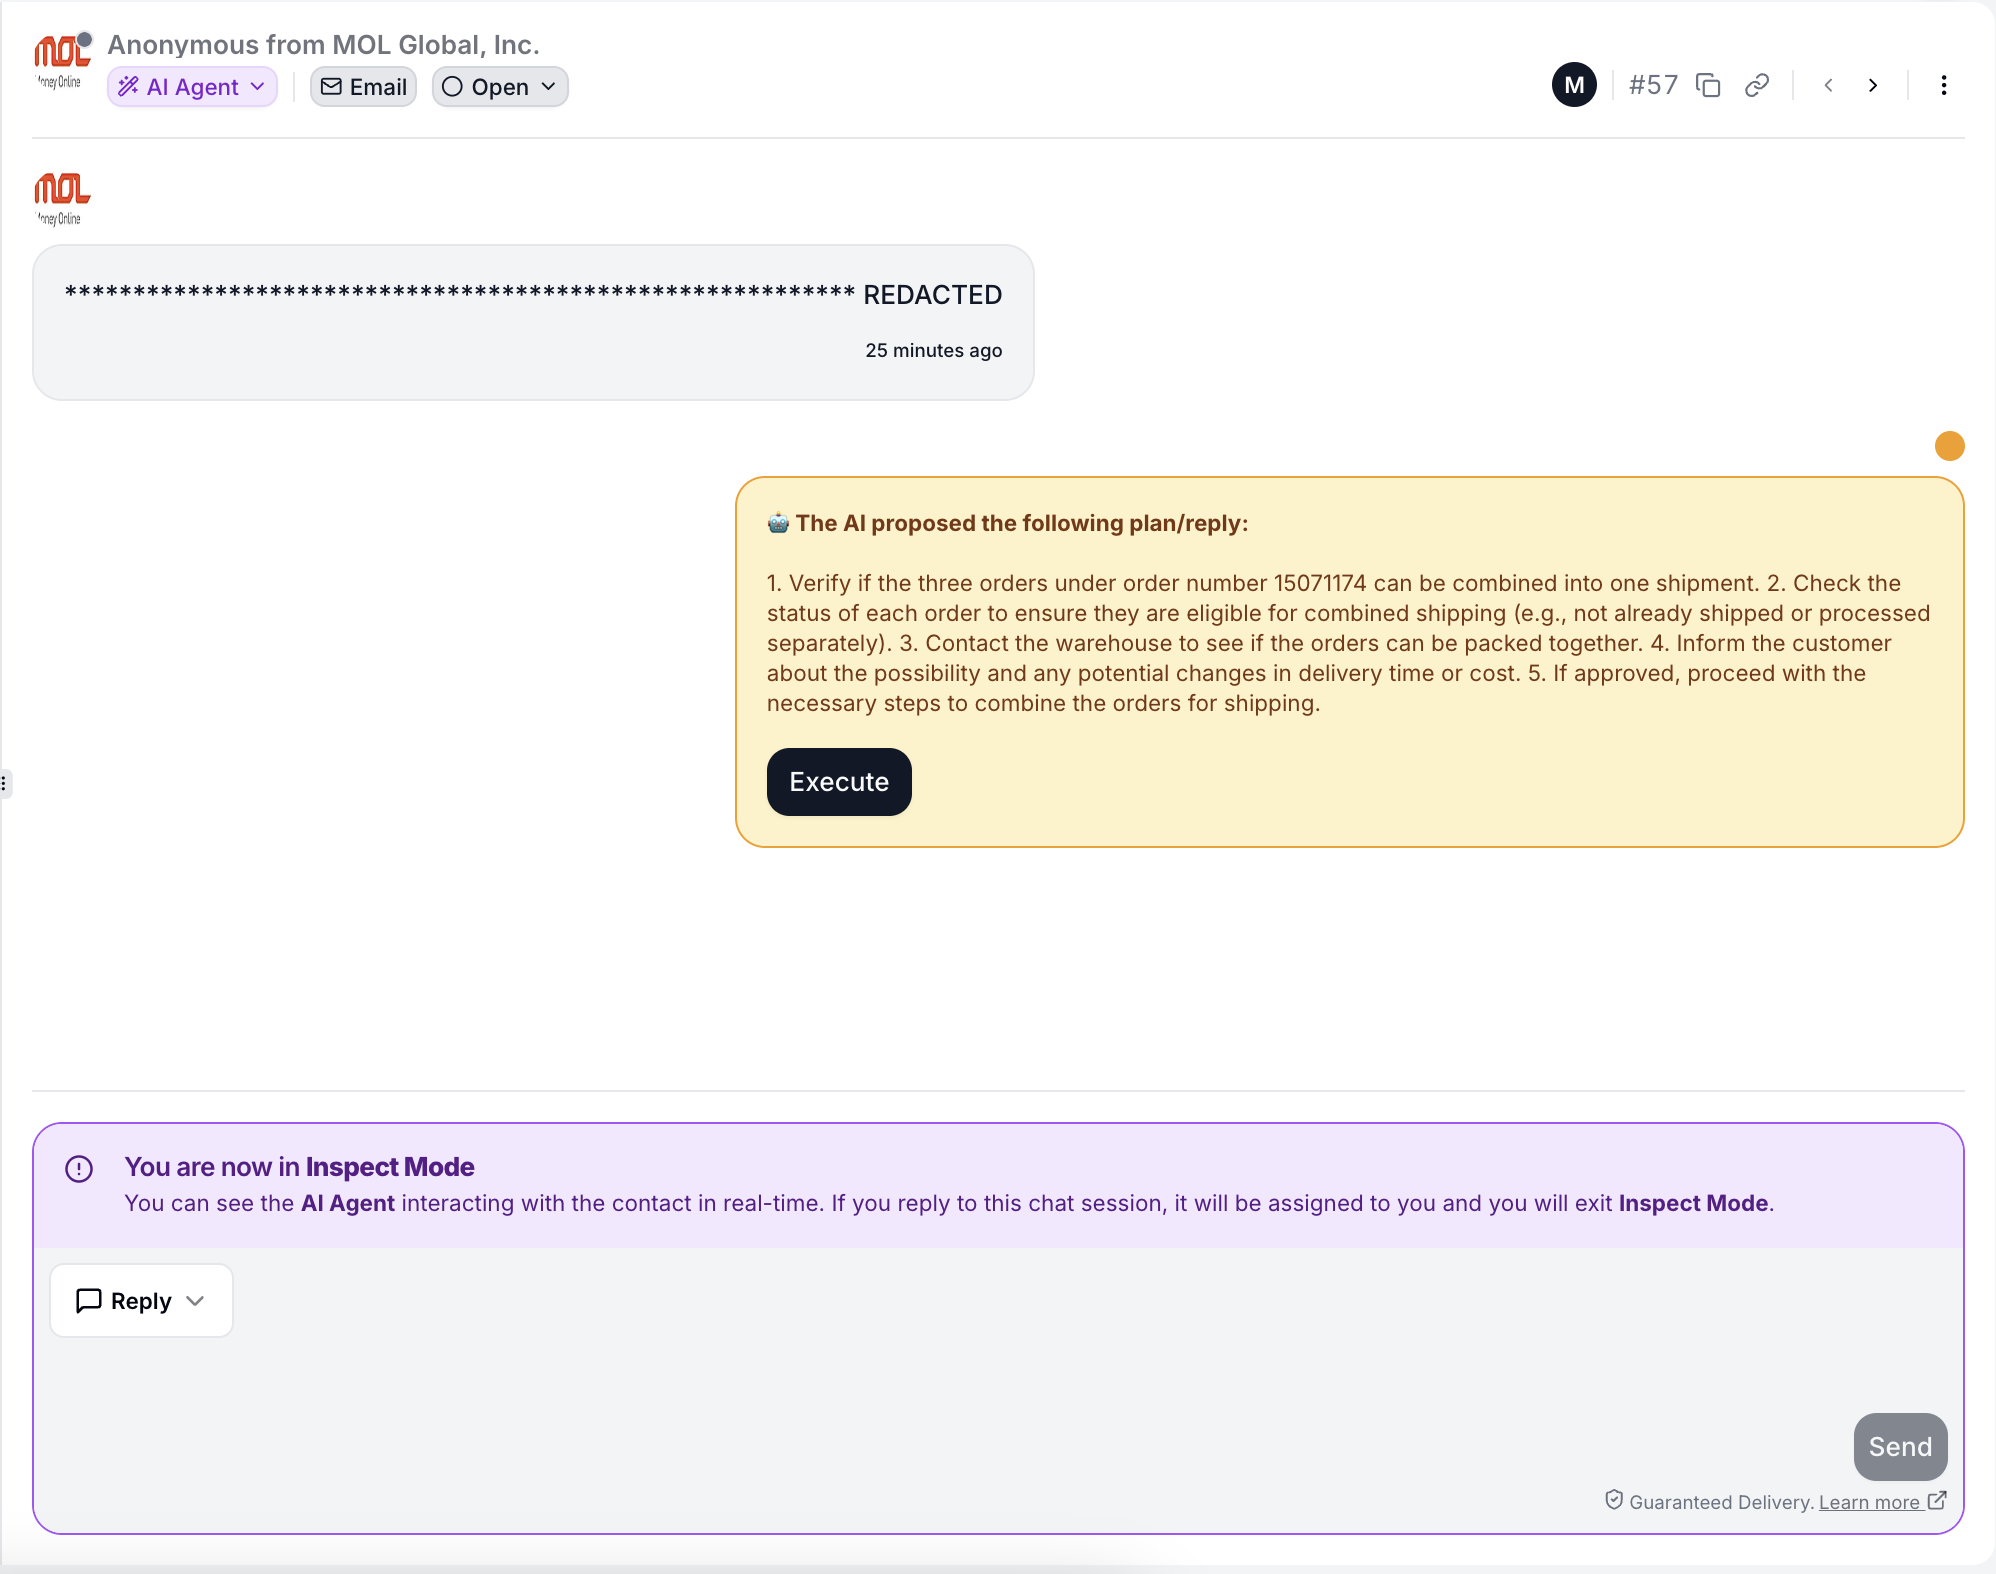 MOL
Money Online
Anonymous from MOL Global, Inc.
AI Agent
Email
Open
M
#57
MOL
Money Online
********************************************************** REDACTED
25 minutes ago
🤖 The AI proposed the following plan/reply:
1. Verify if the three orders under order number 15071174 can be combined into one shipment. 2. Check the
status of each order to ensure they are eligible for combined shipping (e.g., not already shipped or processed
separately). 3. Contact the warehouse to see if the orders can be packed together. 4. Inform the customer
about the possibility and any potential changes in delivery time or cost. 5. If approved, proceed with the
necessary steps to combine the orders for shipping.
Execute
You are now in Inspect Mode
You can see the AI Agent interacting with the contact in real-time. If you reply to this chat session, it will be assigned to you and you will exit Inspect Mode.
Reply
Send
Guaranteed Delivery. Learn more